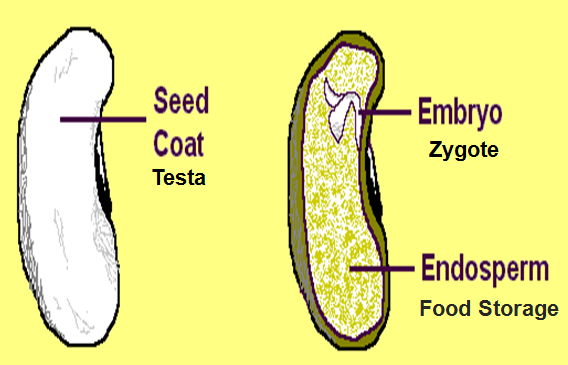 Seed
Coat
Testa
Embryo
Zygote
Endosperm
Food Storage